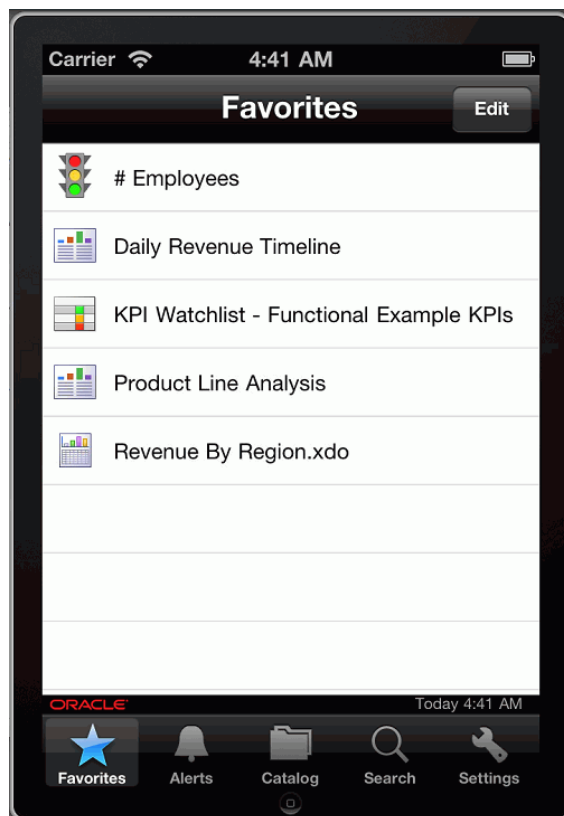 Carrier 4:41 AM
Favorites Edit
# Employees
Daily Revenue Timeline
KPI Watchlist - Functional Example KPIs
Product Line Analysis
Revenue By Region.xdo
ORACLE Today 4:41 AM
Favorites Alerts Catalog Search Settings